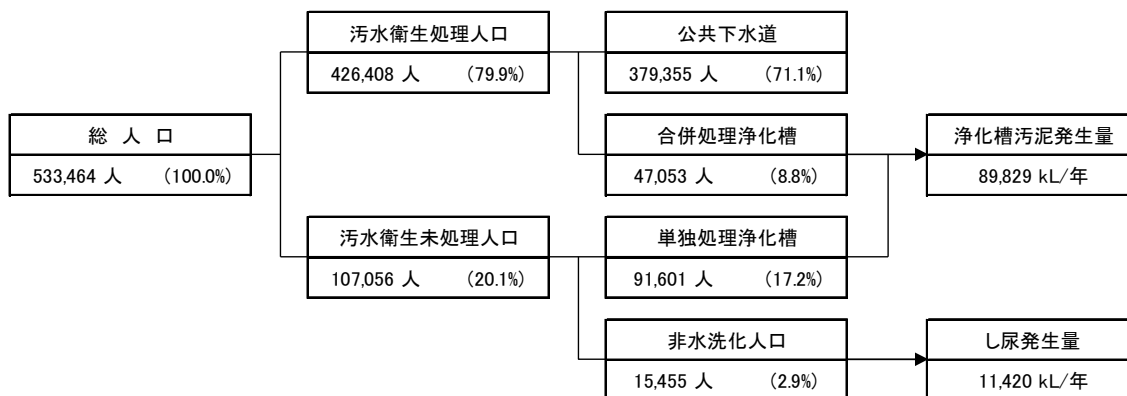 汚水衛生処理人口
426,408 人 (79.9%)
公共下水道
379,355 人 (71.1%)
総 人 口
533,464 人 (100.0%)
合併処理浄化槽
47,053 人 (8.8%)
浄化槽汚泥発生量
89,829 kL/年
汚水衛生未処理人口
107,056 人 (20.1%)
単独処理浄化槽
91,601 人 (17.2%)
非水洗化人口
15,455 人 (2.9%)
し尿発生量
11,420 kL/年